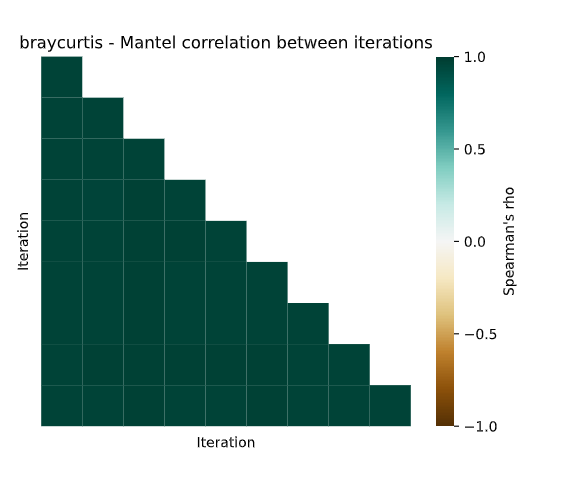 braycurtis - Mantel correlation between iterations
1.0
0.5
0.0
−0.5
−1.0
Spearman's rho
Iteration
Iteration